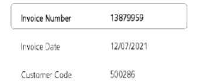 Invoice Number 13879959
Invoice Date 12/07/2021
Customer Code 500286